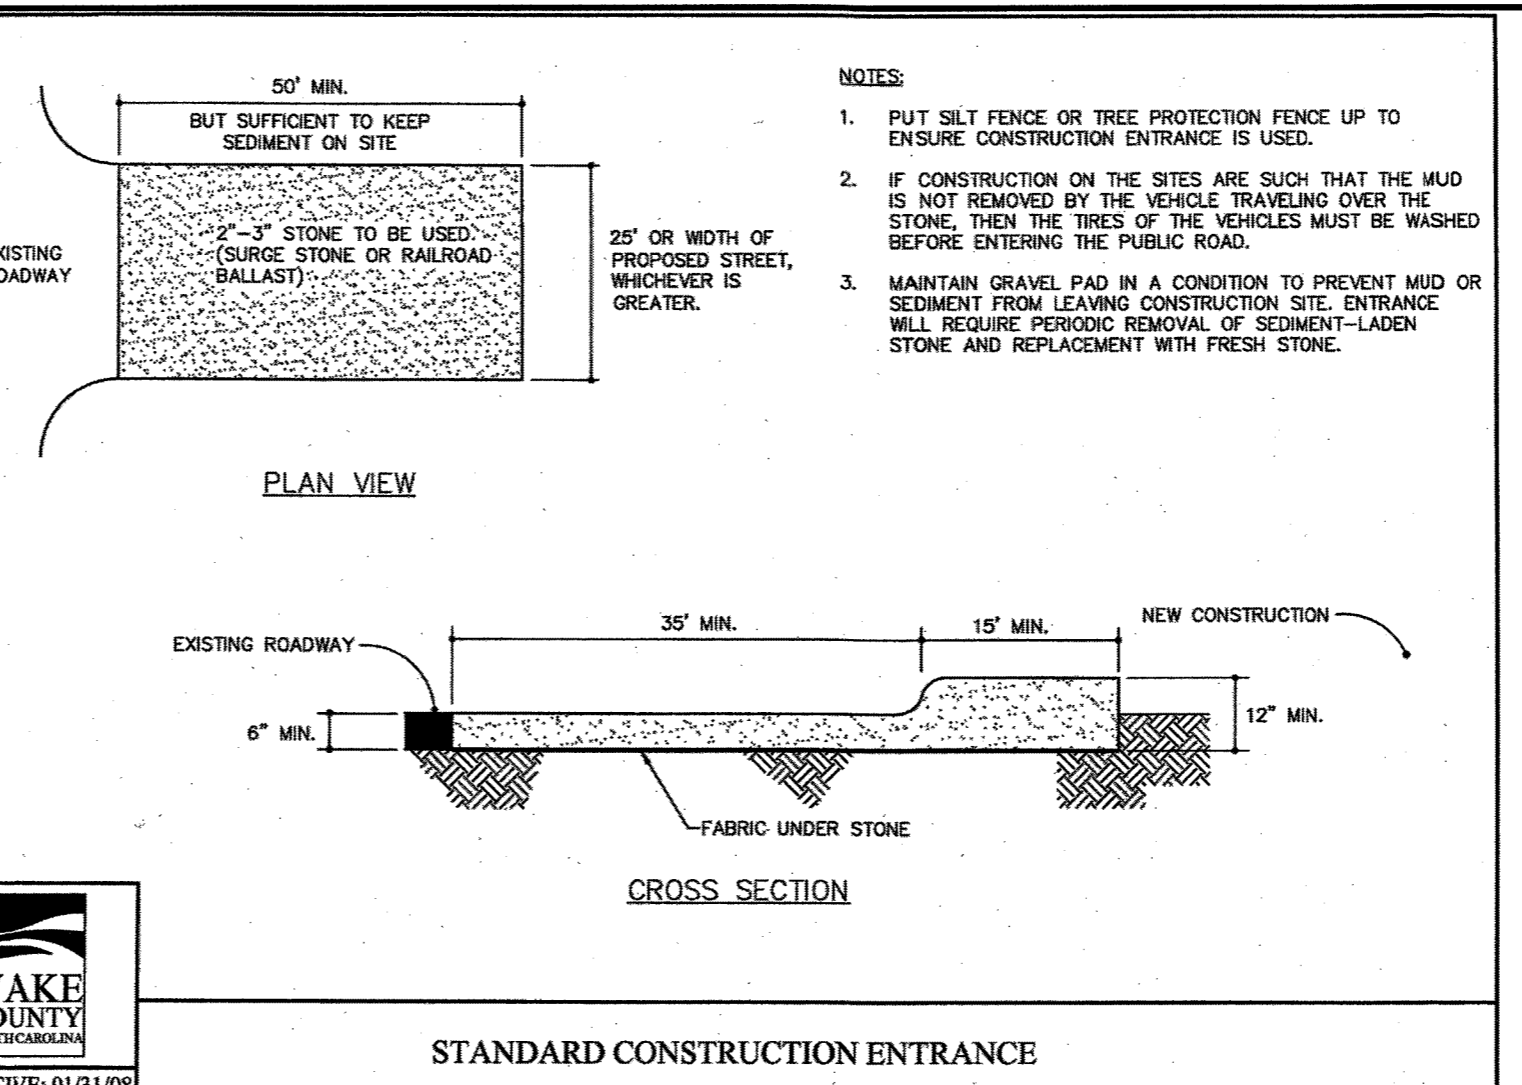 50' MIN.
BUT SUFFICIENT TO KEEP
SEDIMENT ON SITE
2"-3" STONE TO BE USED.
(SURGE STONE OR RAILROAD
BALLAST)
XISTING
OADWAY
25' OR WIDTH OF
PROPOSED STREET,
WHICHEVER IS
GREATER.
PLAN VIEW
NOTES:
1. PUT SILT FENCE OR TREE PROTECTION FENCE UP TO
ENSURE CONSTRUCTION ENTRANCE IS USED.
2. IF CONSTRUCTION ON THE SITES ARE SUCH THAT THE MUD
IS NOT REMOVED BY THE VEHICLE TRAVELING OVER THE
STONE, THEN THE TIRES OF THE VEHICLES MUST BE WASHED
BEFORE ENTERING THE PUBLIC ROAD.
3. MAINTAIN GRAVEL PAD IN A CONDITION TO PREVENT MUD OR
SEDIMENT FROM LEAVING CONSTRUCTION SITE. ENTRANCE
WILL REQUIRE PERIODIC REMOVAL OF SEDIMENT-LADEN
STONE AND REPLACEMENT WITH FRESH STONE.
EXISTING ROADWAY
35' MIN.
15' MIN.
NEW CONSTRUCTION
6" MIN.
12" MIN.
FABRIC UNDER STONE
CROSS SECTION
AKE
OUNTY
TH CAROLINA
STANDARD CONSTRUCTION ENTRANCE
CTIVE: 01/31/08